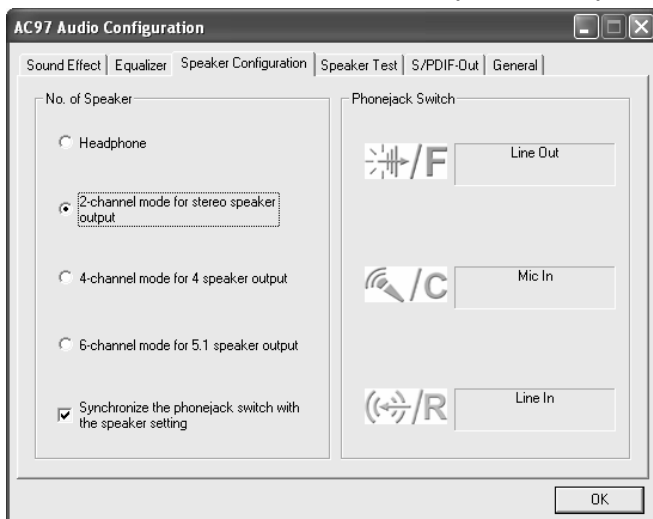 AC97 Audio Configuration
Sound Effect Equalizer Speaker Configuration Speaker Test S/PDIF-Out General
No. of Speaker
Headphone
2-channel mode for stereo speaker
output
4-channel mode for 4 speaker output
6-channel mode for 5.1 speaker output
Synchronize the phonejack switch with
the speaker setting
Phonejack Switch
/F Line Out
/C Mic In
/R Line In
OK